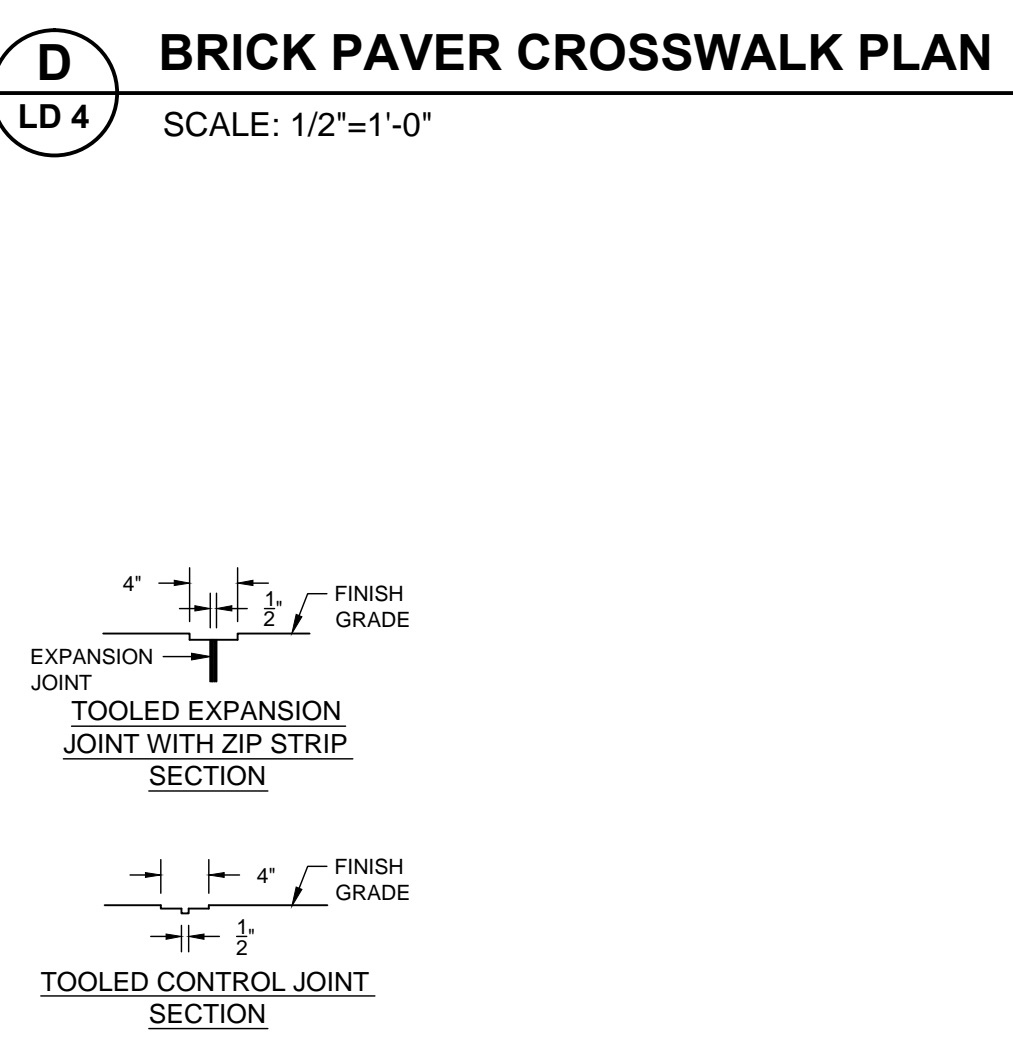 D
LD 4
BRICK PAVER CROSSWALK PLAN
SCALE: 1/2"=1'-0"
4"
1/2"
FINISH
GRADE
EXPANSION
JOINT
TOOLED EXPANSION
JOINT WITH ZIP STRIP
SECTION
4"
FINISH
GRADE
1/2"
TOOLED CONTROL JOINT
SECTION